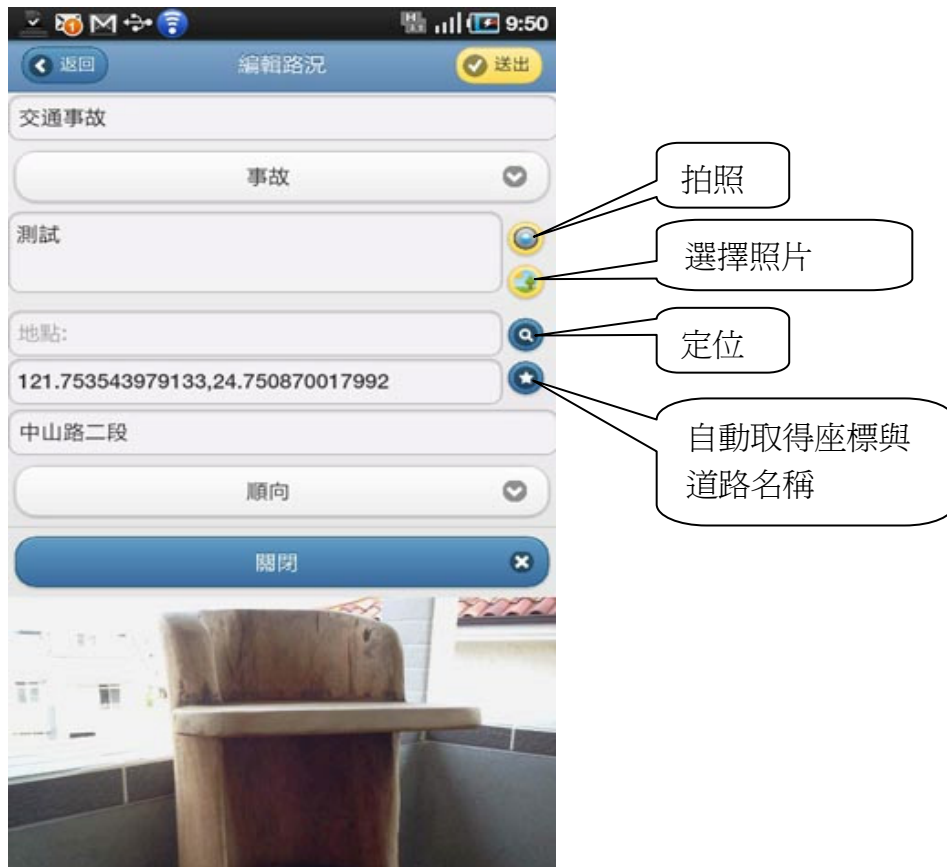 9:50
返回
編輯路況
送出
交通事故
事故
測試
地點:
121.753543979133,24.750870017992
中山路二段
順向
關閉
拍照
選擇照片
定位
自動取得座標與
道路名稱